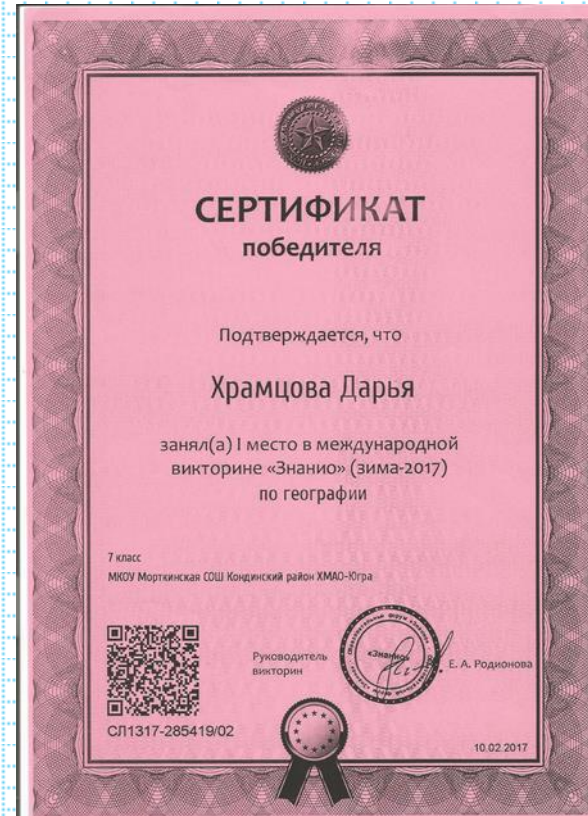 СЕРТИФИКАТ
победителя
Подтверждается, что
Храмцова Дарья
занял(а) I место в международной
викторине «Знанио» (зима-2017)
по географии
7 класс
МКОУ Морткинская СОШ Кондинский район ХМАО-Югра
Руководитель
викторин
«Знанио»
Е. А. Родионова
СЛ1317-285419/02
10.02.2017